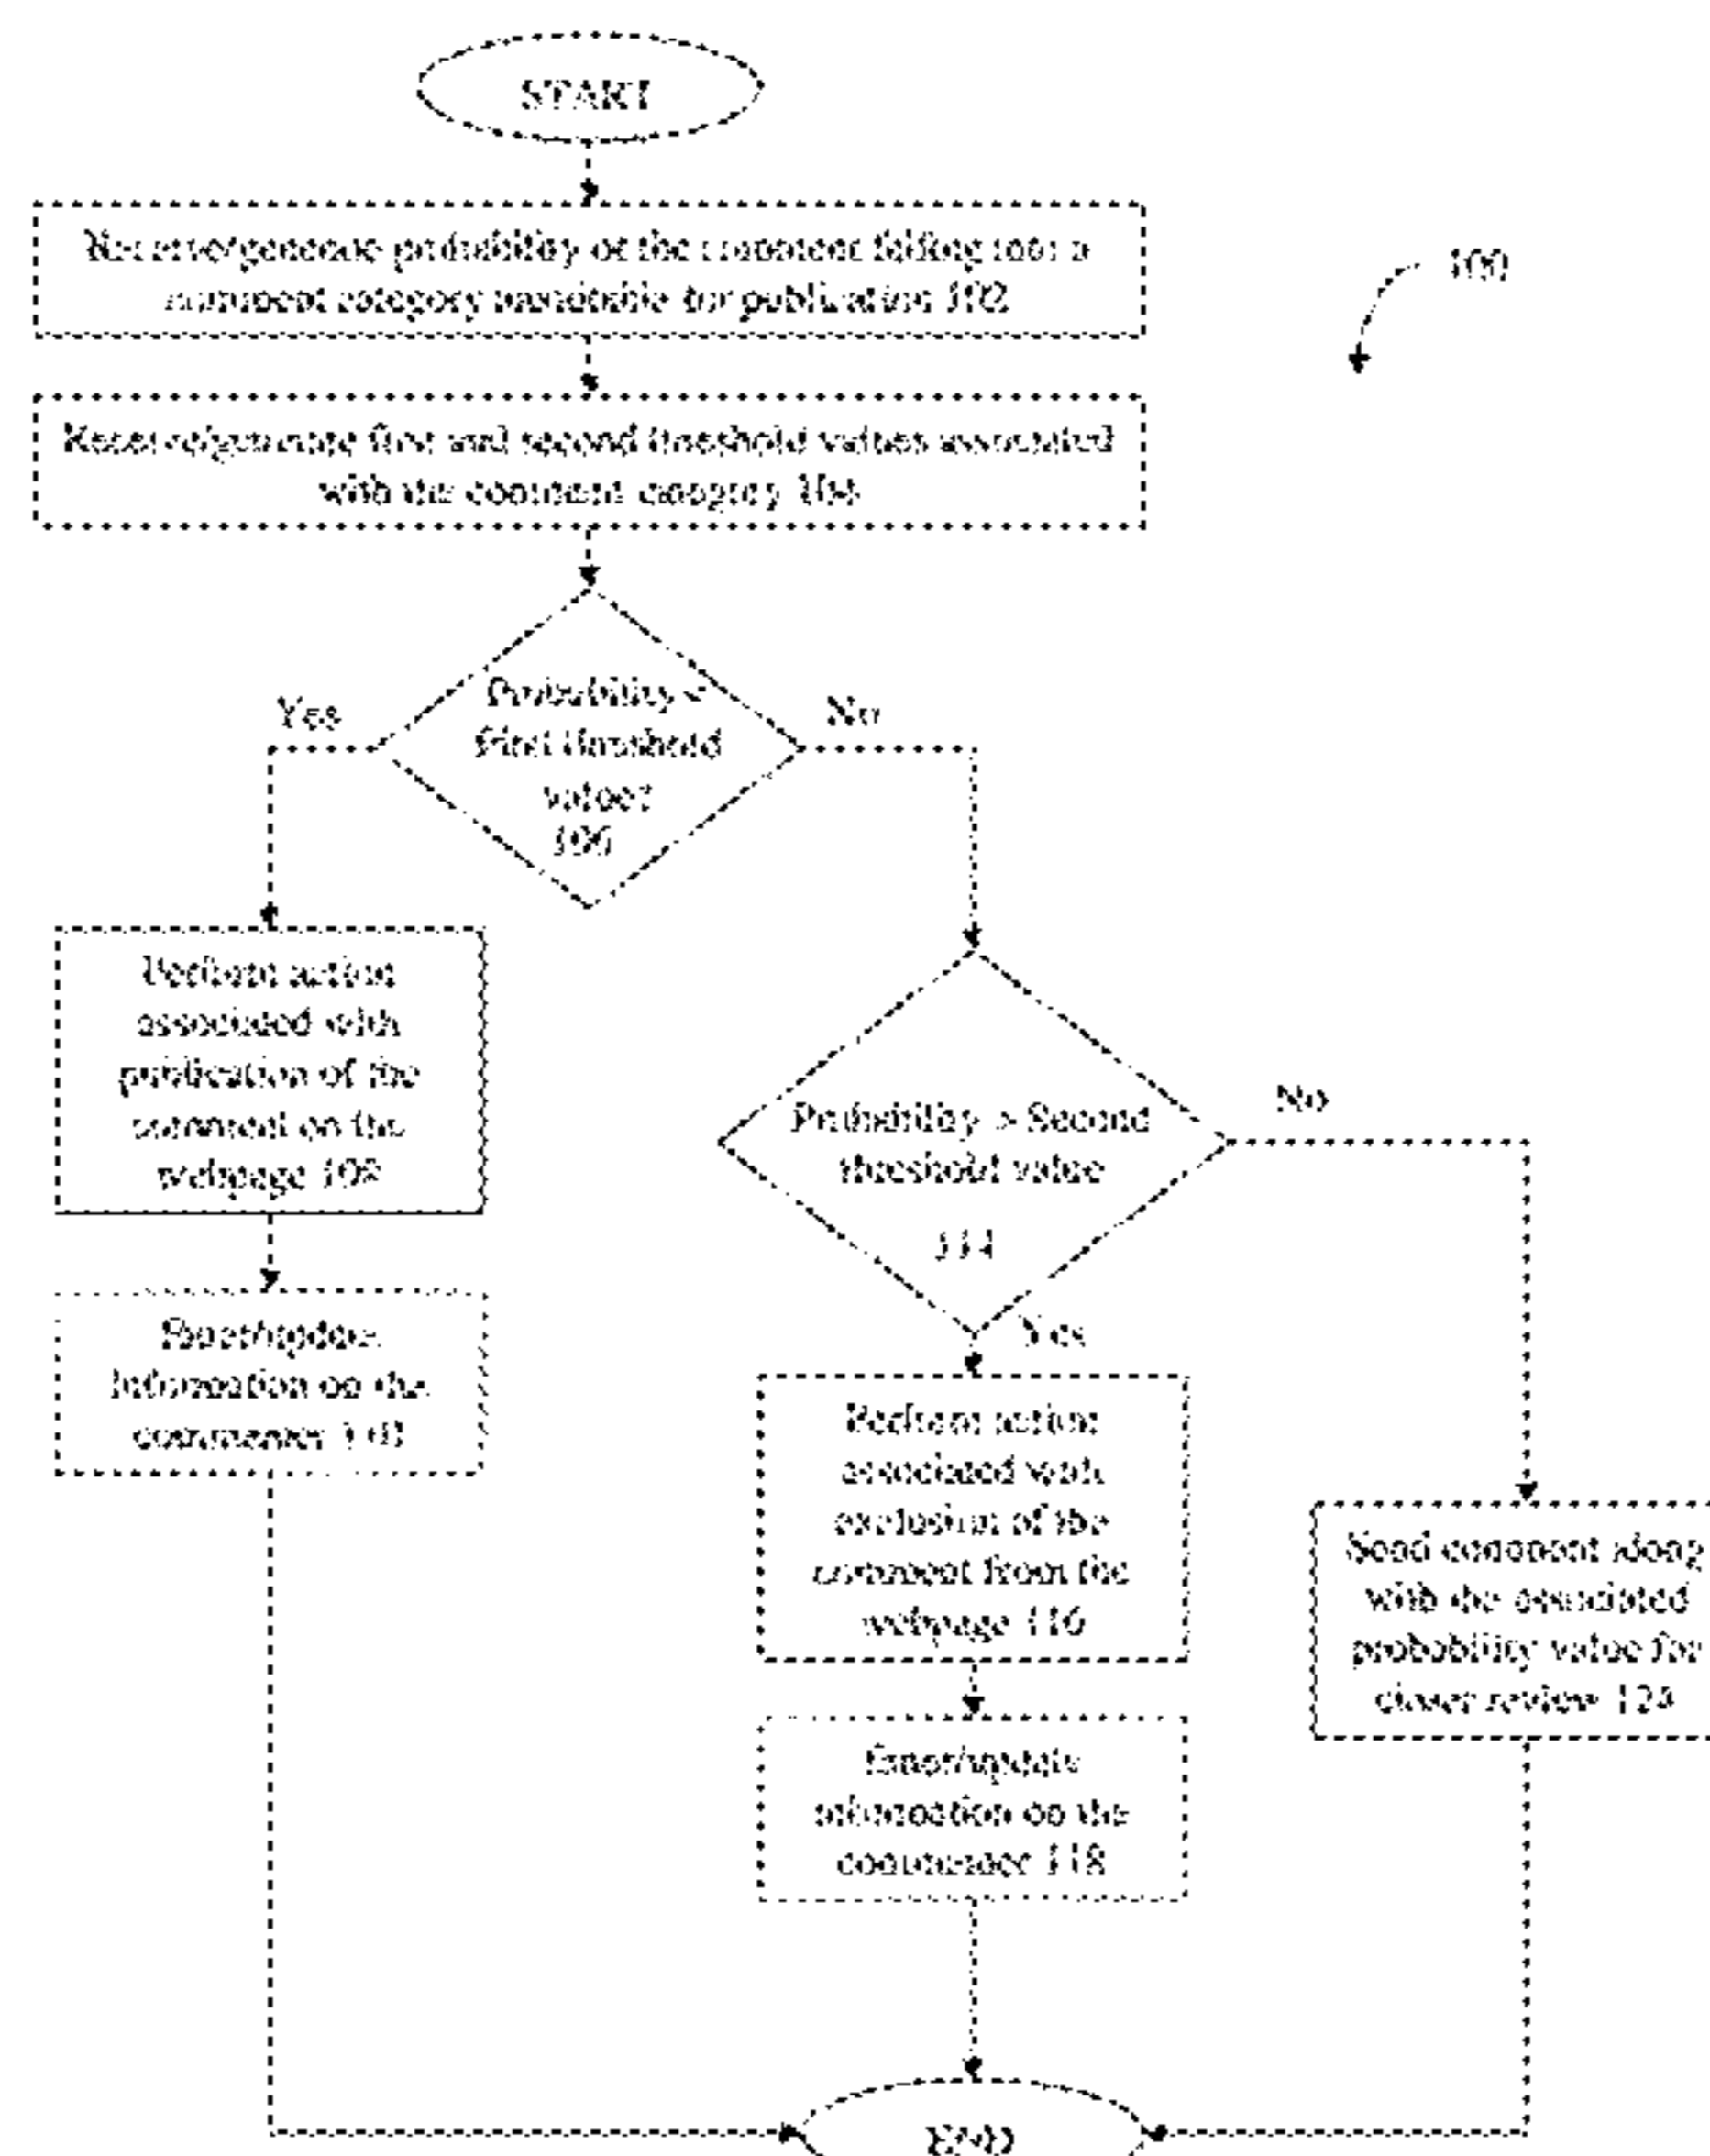 START
Receive/generate probability of the comment falling into a
comment category unsuitable for publication 102
100
Receive/generate first and second threshold values associated
with the comment category 104
Probability <
First threshold
value?
106
Yes
No
Perform action
associated with
publication of the
comment on the
webpage 108
Enter/update
information on the
commenter 110
Probability > Second
threshold value
114
No
Yes
Perform action
associated with
exclusion of the
comment from the
webpage 116
Enter/update
information on the
commenter 118
Send comment along
with the associated
probability value for
closer review 124
END